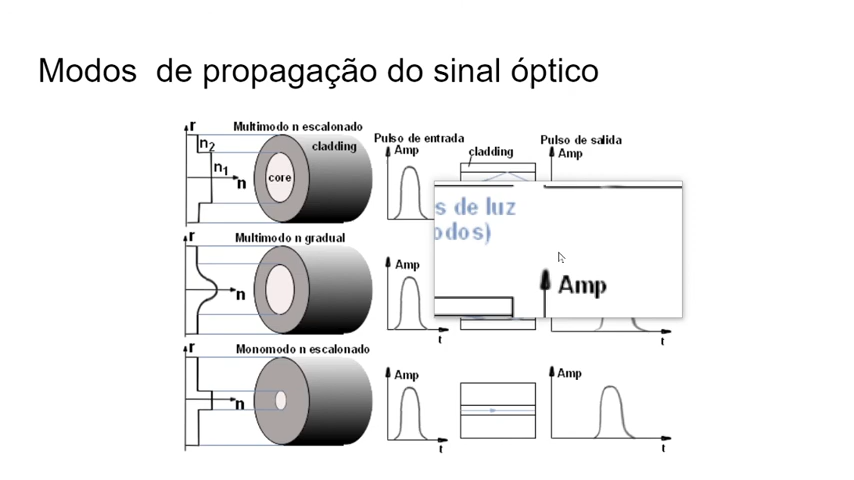 Modos de propagação do sinal óptico
r
Multimodo n escalonado
n2
n1
n
core
cladding
Pulso de entrada
Amp
cladding
Pulso de salida
Amp
s de luz
odos)
Amp
r
Multimodo n gradual
n
Amp
t
t
r
Monomodo n escalonado
n
Amp
t
Amp
t